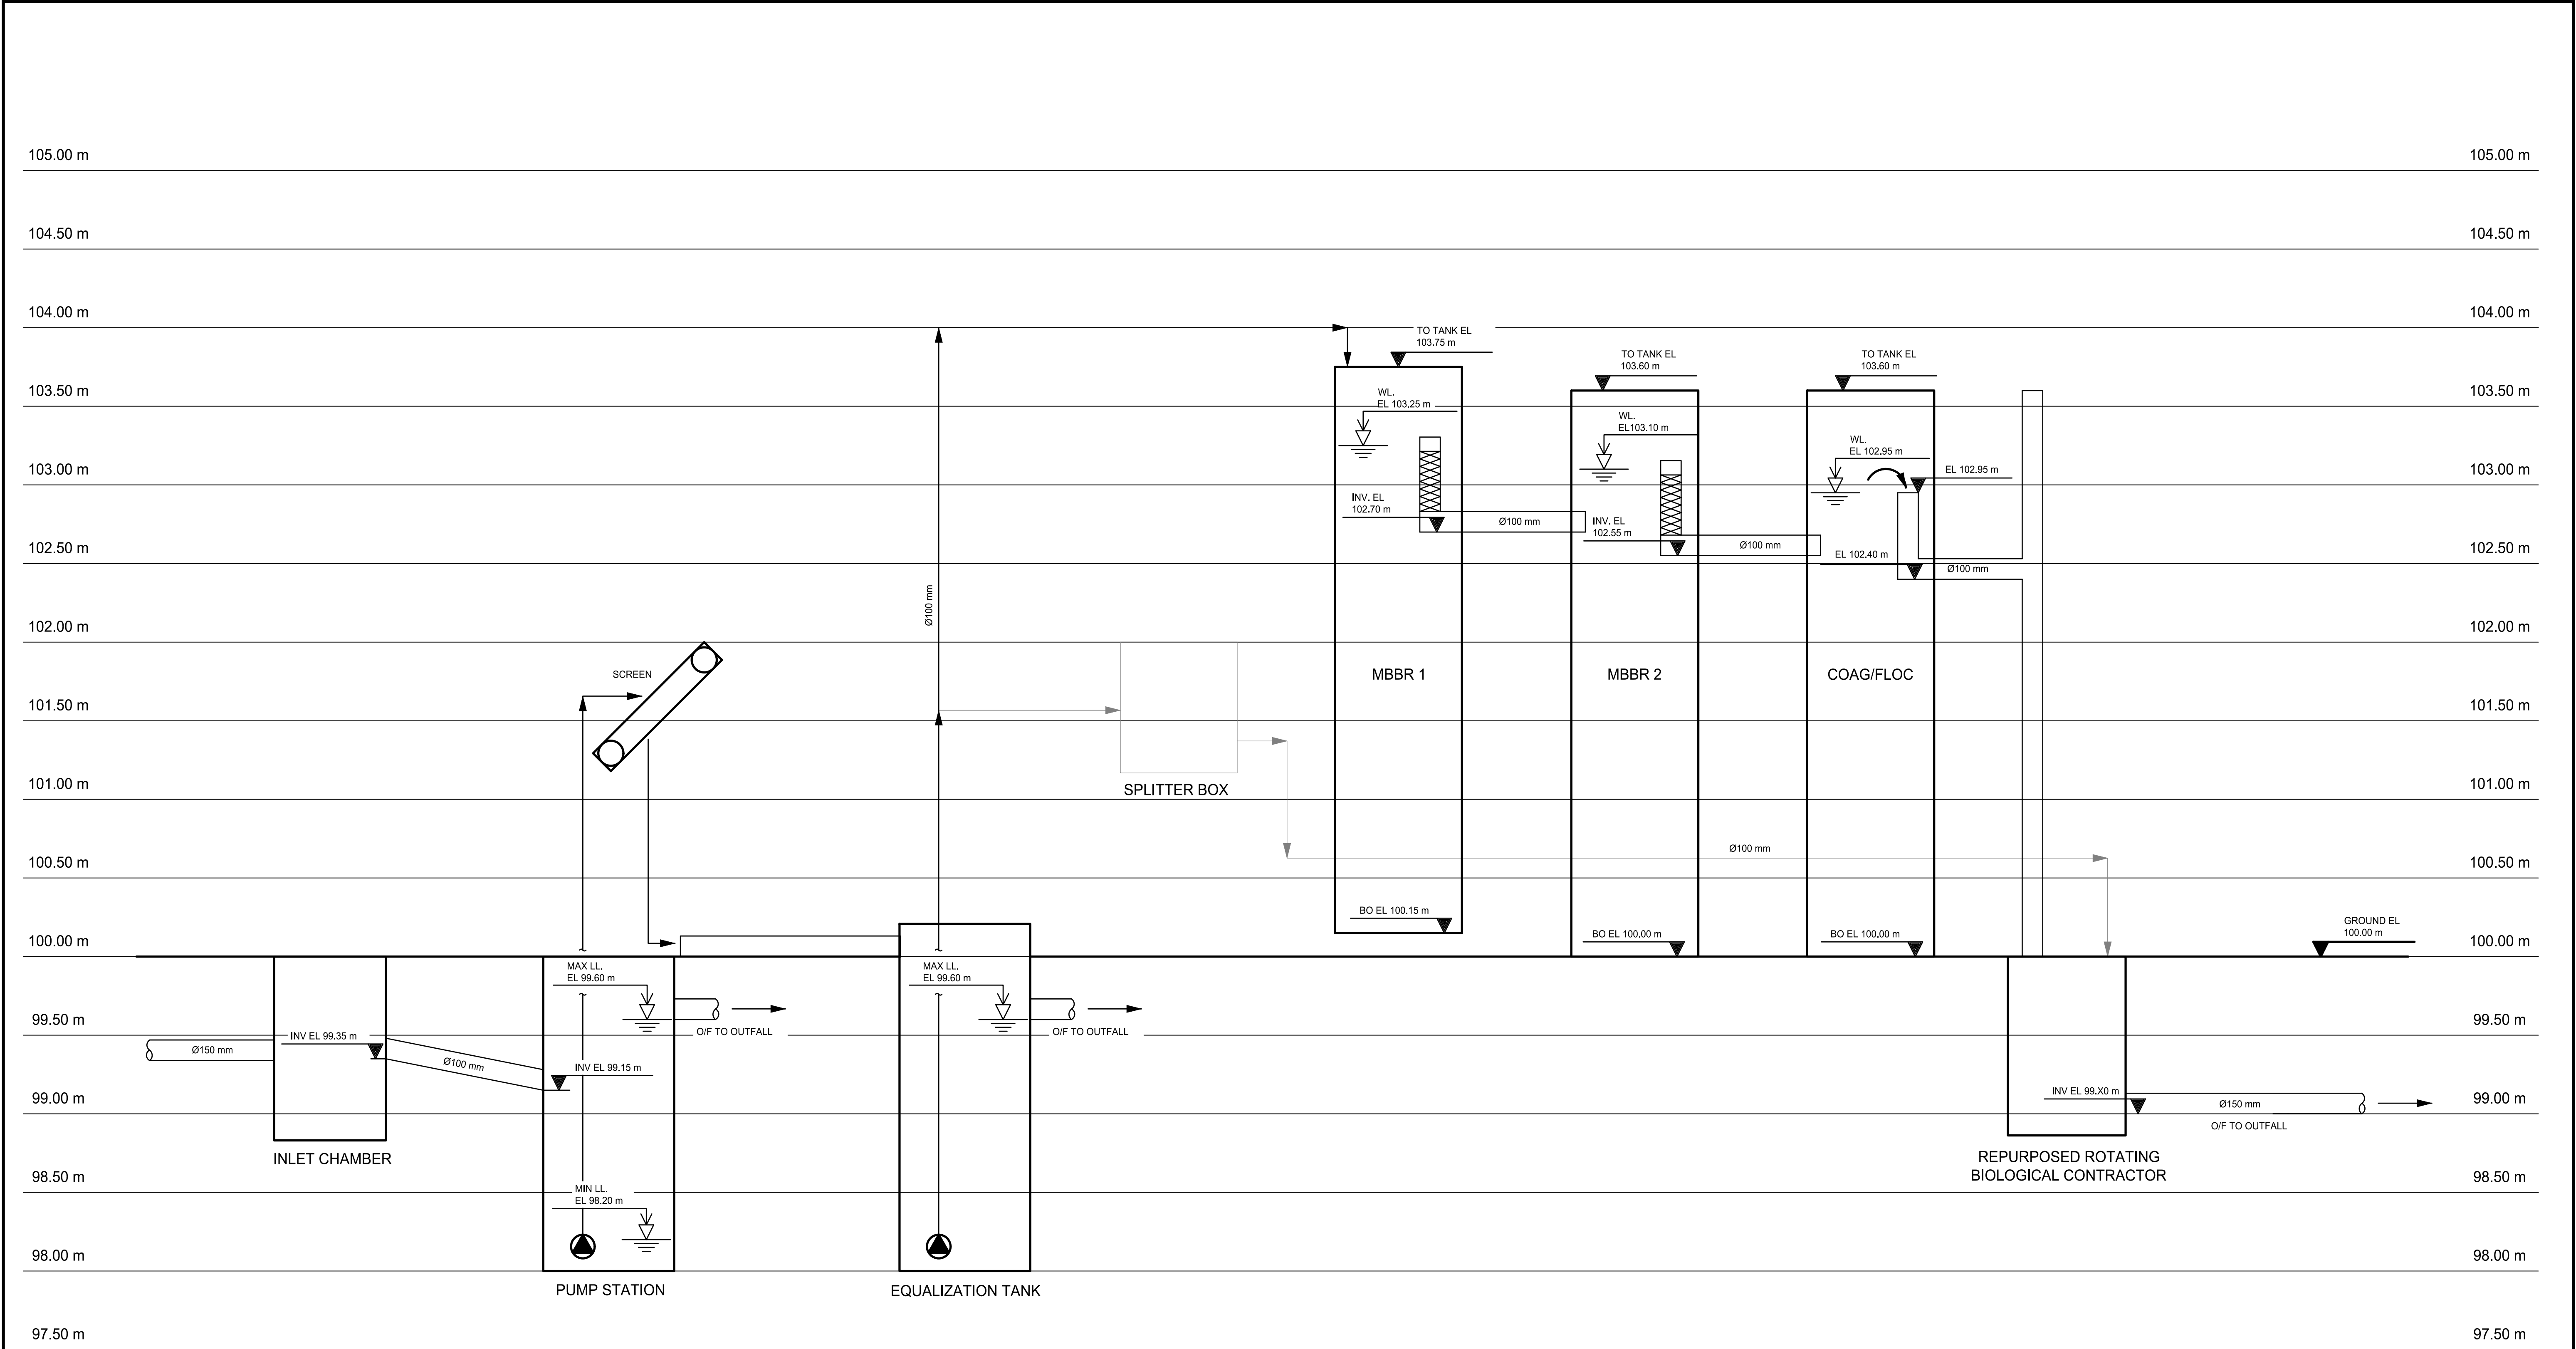 105.00 m
105.00 m
104.50 m
104.50 m
104.00 m
104.00 m
TO TANK EL
103.75 m
TO TANK EL
103.60 m
TO TANK EL
103.60 m
103.50 m
103.50 m
WL.
EL 103.25 m
WL.
EL103.10 m
WL.
EL 102.95 m
EL 102.95 m
103.00 m
103.00 m
INV. EL
102.70 m
Ø100 mm
INV. EL
102.55 m
Ø100 mm
EL 102.40 m
Ø100 mm
102.50 m
102.50 m
Ø100 mm
102.00 m
102.00 m
SCREEN
MBBR 1
MBBR 2
COAG/FLOC
101.50 m
101.50 m
101.00 m
101.00 m
SPLITTER BOX
Ø100 mm
100.50 m
100.50 m
BO EL 100.15 m
BO EL 100.00 m
BO EL 100.00 m
GROUND EL
100.00 m
100.00 m
100.00 m
MAX LL.
EL 99.60 m
MAX LL.
EL 99.60 m
99.50 m
99.50 m
O/F TO OUTFALL
O/F TO OUTFALL
INV EL 99.35 m
Ø150 mm
Ø100 mm
INV EL 99.15 m
INV EL 99.X0 m
99.00 m
99.00 m
Ø150 mm
O/F TO OUTFALL
INLET CHAMBER
REPURPOSED ROTATING
BIOLOGICAL CONTRACTOR
98.50 m
98.50 m
MIN LL.
EL 98.20 m
98.00 m
98.00 m
PUMP STATION
EQUALIZATION TANK
97.50 m
97.50 m